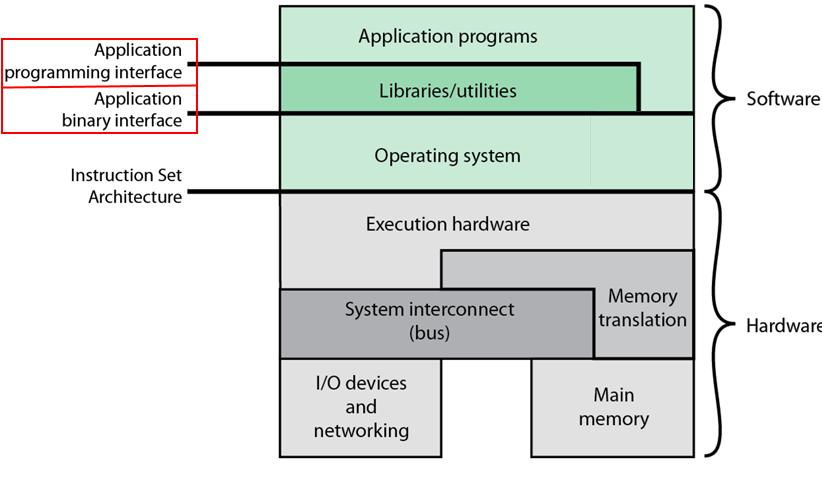 Application programs
Application
programming interface
Libraries/utilities
Application
binary interface
Software
Operating system
Instruction Set
Architecture
Execution hardware
Memory
translation
System interconnect
(bus)
Hardware
I/O devices
and
networking
Main
memory